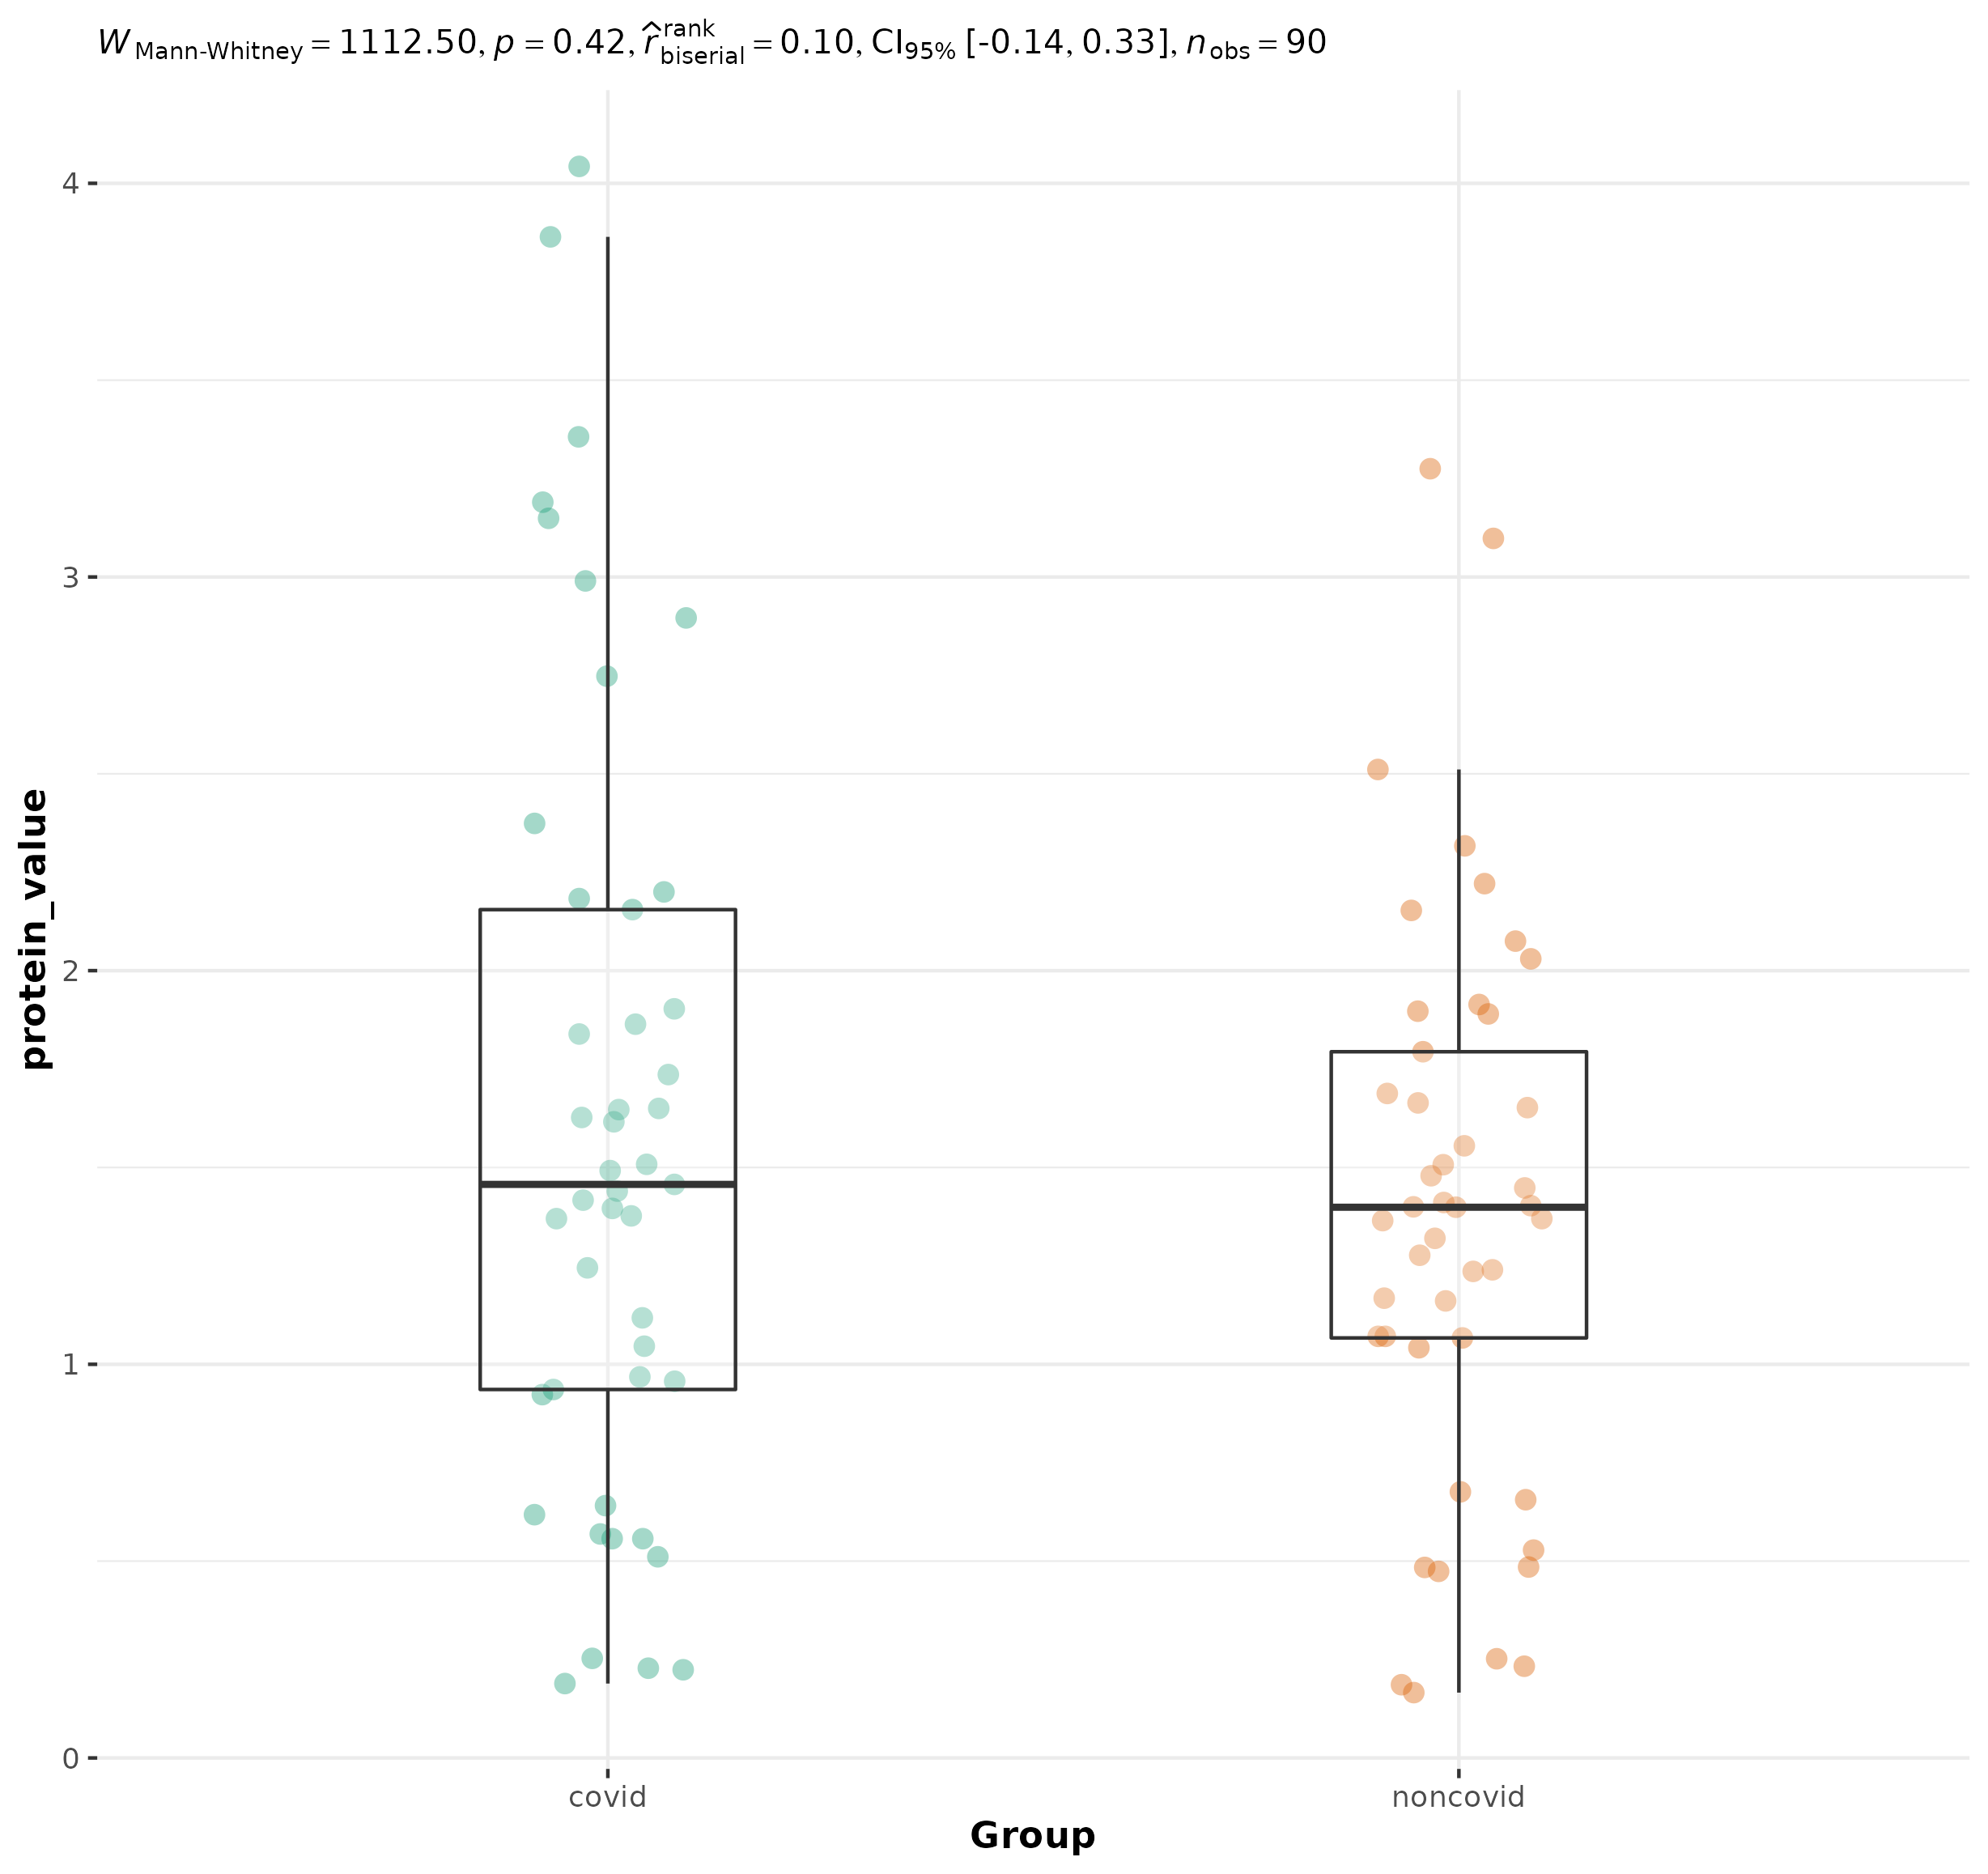 W Mann-Whitney = 1112.50, p = 0.42, r̂ rank biserial = 0.10, CI95% [-0.14, 0.33], nobs = 90
4
3
2
1
0
protein_value
covid noncovid
Group